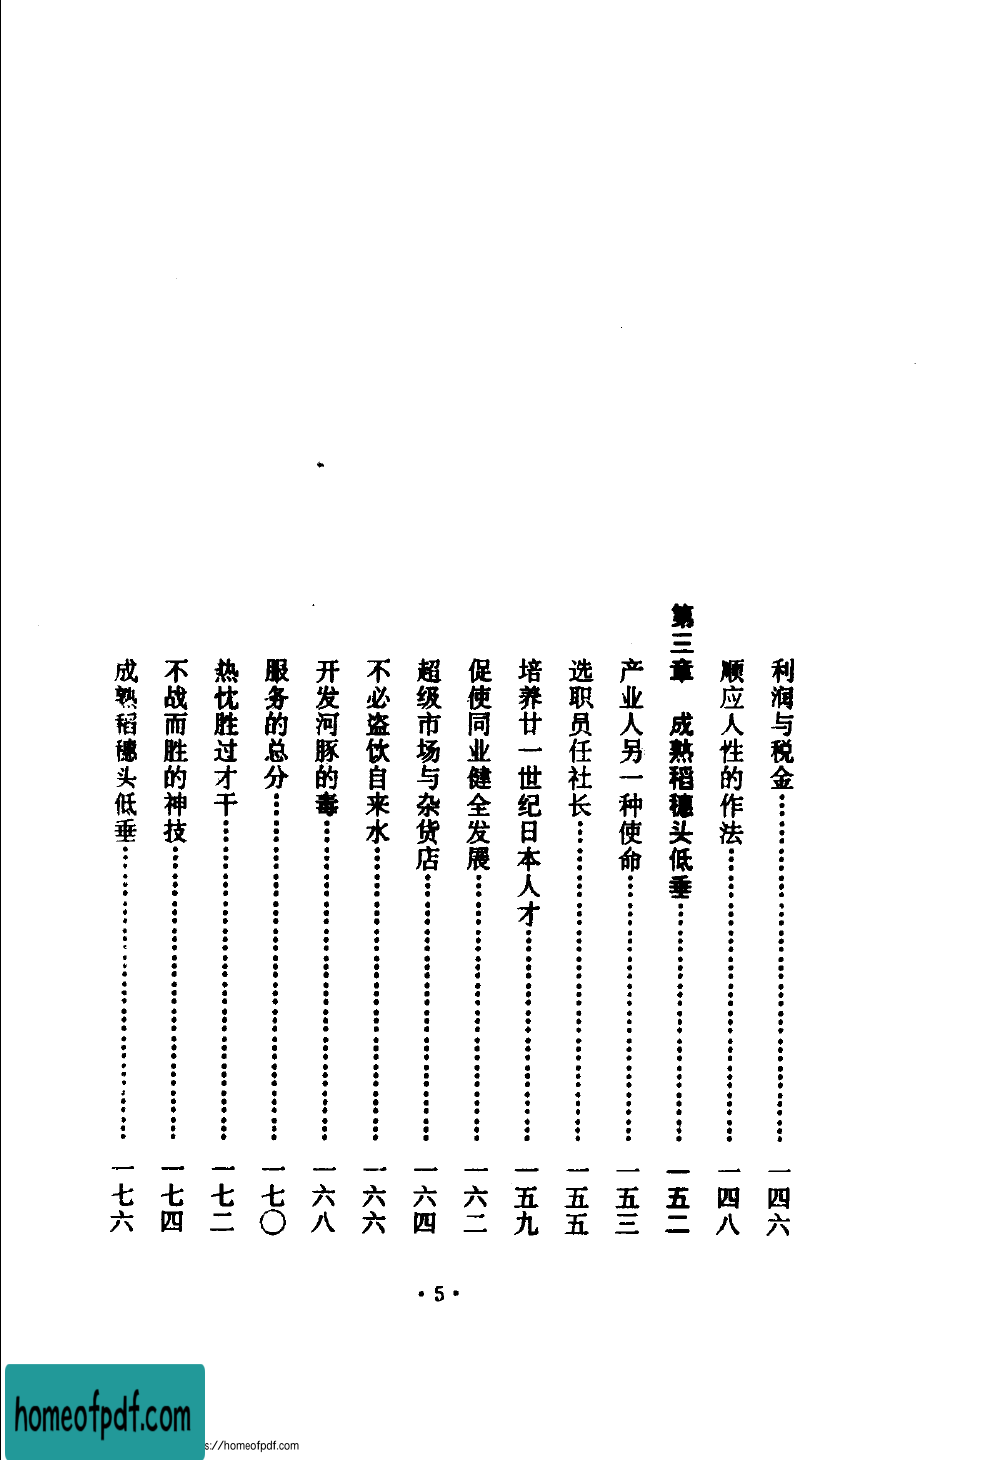 利润与税金……………………一四六
顺应人性的作法……………………一四八
第三章　成熟稻穗头低垂……………………一五二
产业人另一种使命……………………一五三
选职员任社长……………………一五五
培养廿一世纪日本人才……………………一五九
促使同业健全发展……………………一六二
超级市场与杂货店……………………一六四
不必盗饮自来水……………………一六六
开发河豚的毒……………………一六八
服务的总分……………………一七〇
热忱胜过才干……………………一七二
不战而胜的神技……………………一七四
成熟稻穗头低垂……………………一七六
·5·
homeofpdf.com
s://homeofpdf.com